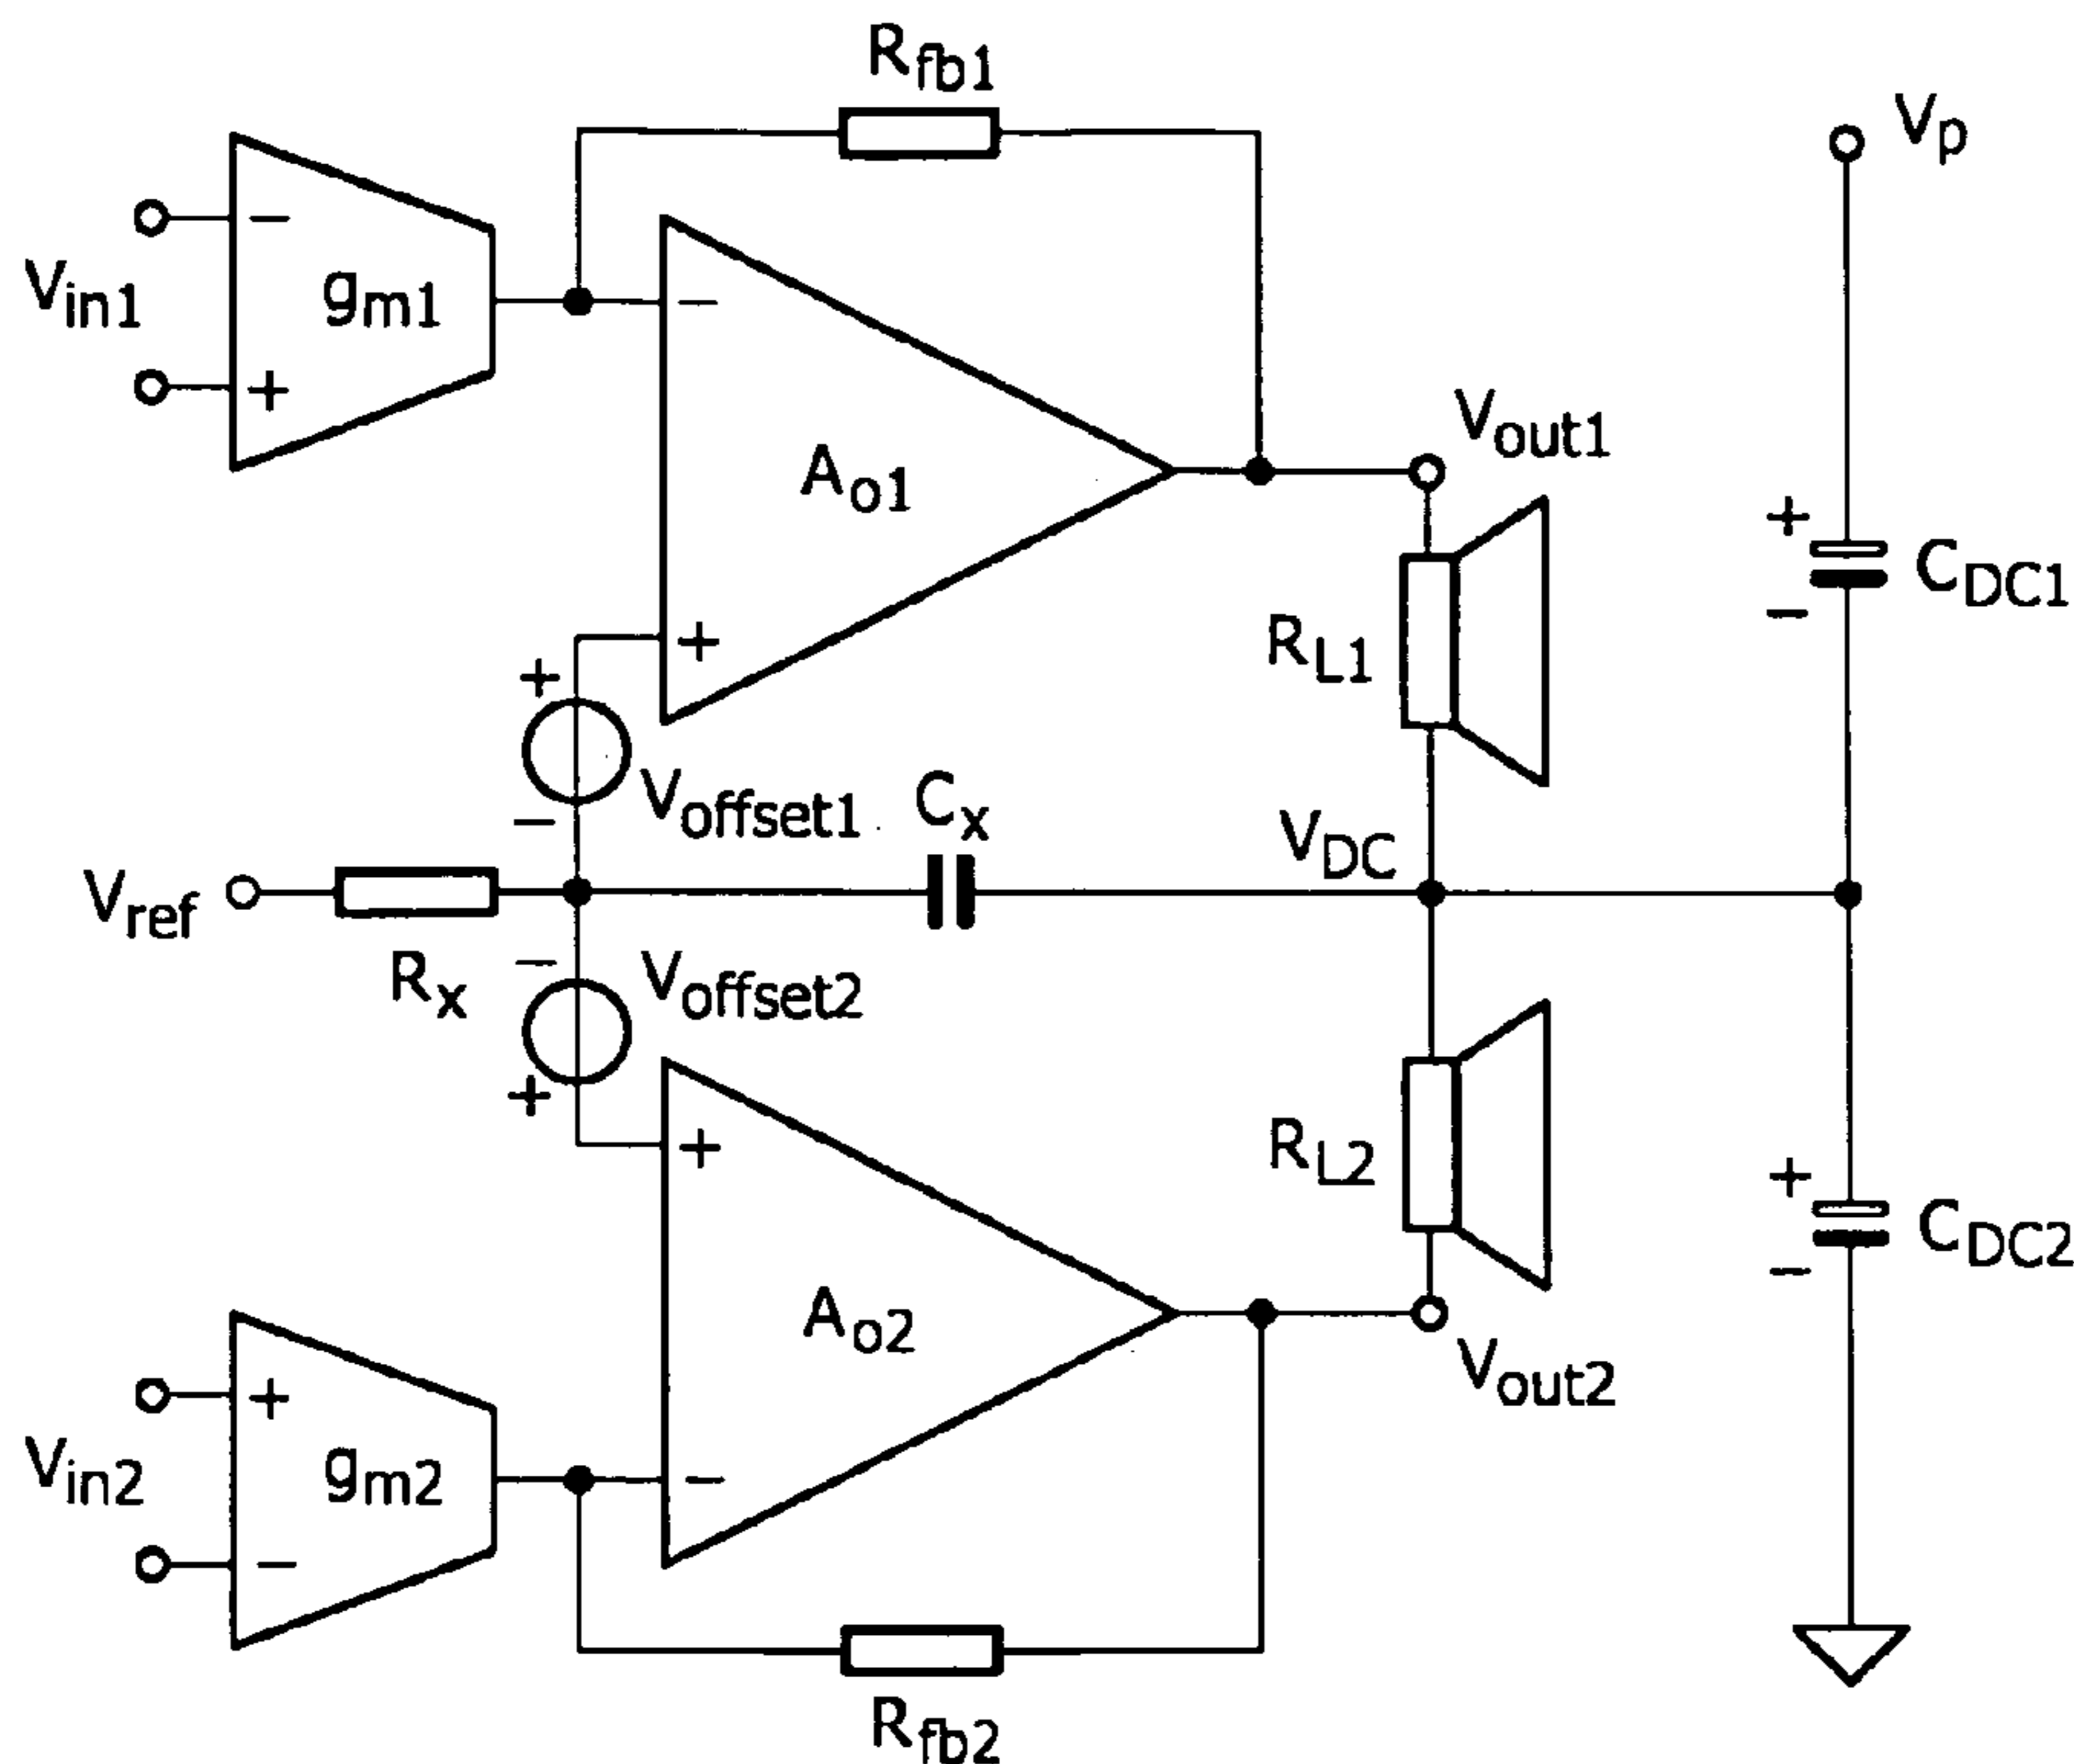 Rfb1
Vp
−
Vin1
gm1
+
−
Ao1
Vout1
+
CDC1
−
RL1
+
+
Voffset1
−
Cx
VDC
Vref
Rx
−
Voffset2
+
+
RL2
+
CDC2
−
Ao2
Vout2
+
Vin2
gm2
−
−
Rfb2